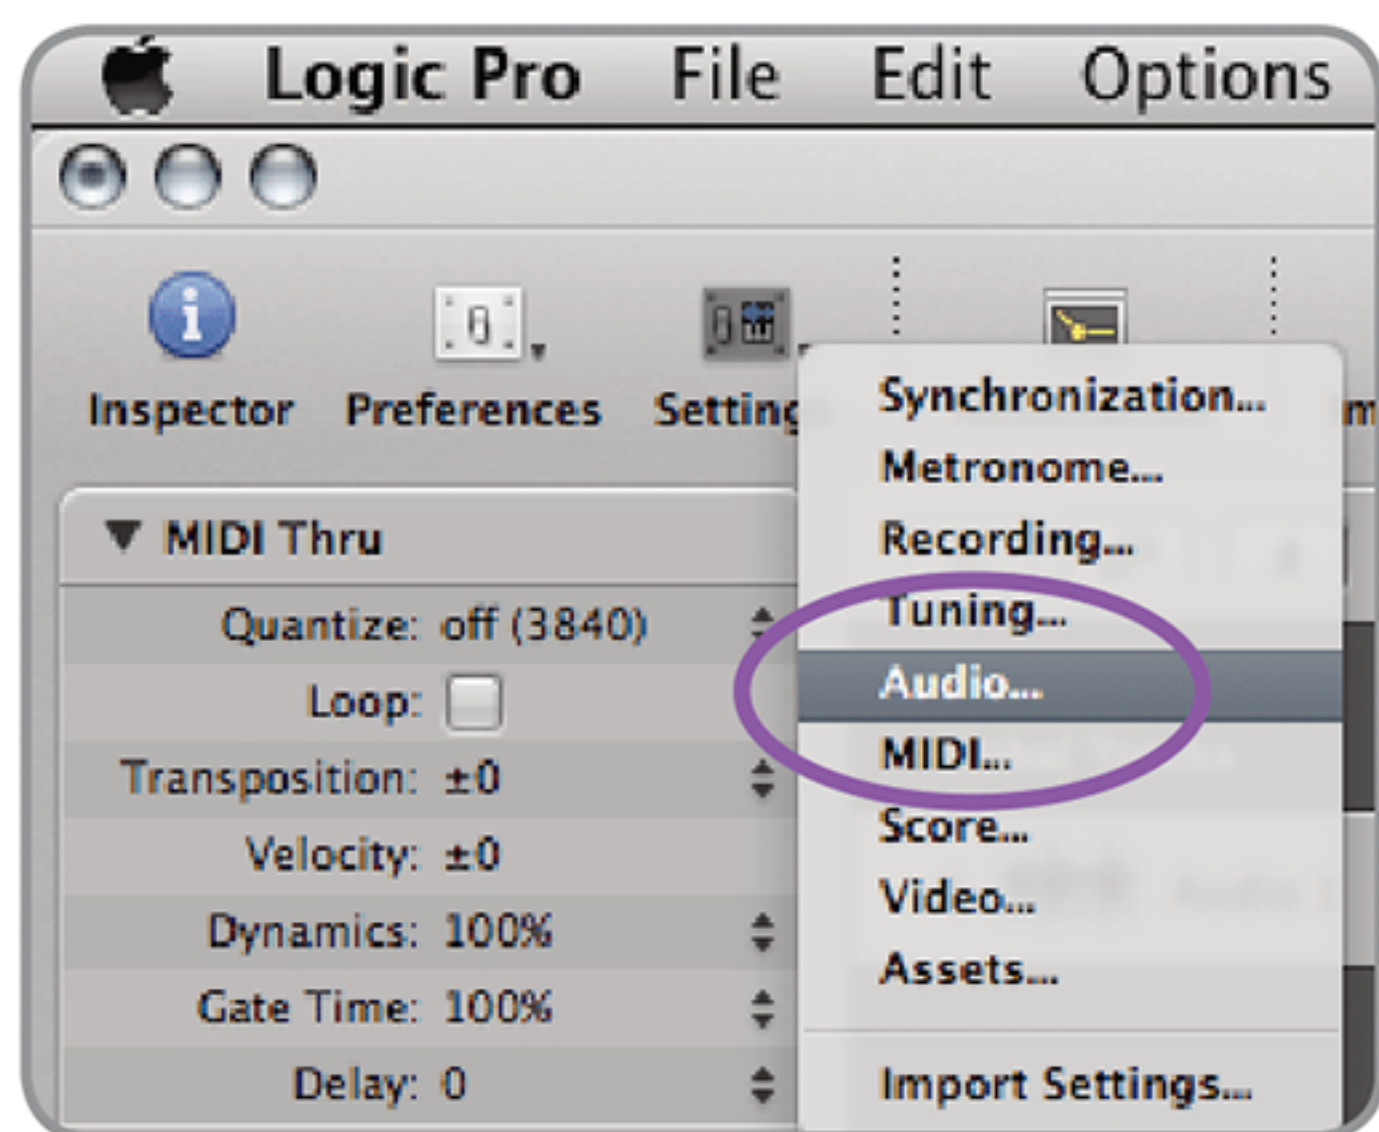 Logic Pro File Edit Options
Inspector Preferences Setting
Synchronization...
Metronome...
Recording...
Tuning...
Audio...
MIDI...
Score...
Video...
Assets...
Import Settings...
MIDI Thru
Quantize: off (3840)
Loop:
Transposition: ±0
Velocity: ±0
Dynamics: 100%
Gate Time: 100%
Delay: 0